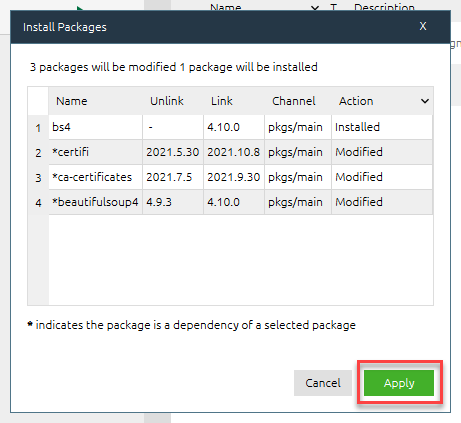 Name T Description
Install Packages X
3 packages will be modified 1 package will be installed
Name Unlink Link Channel Action
1 bs4 - 4.10.0 pkgs/main Installed
2 *certifi 2021.5.30 2021.10.8 pkgs/main Modified
3 *ca-certificates 2021.7.5 2021.9.30 pkgs/main Modified
4 *beautifulsoup4 4.9.3 4.10.0 pkgs/main Modified
* indicates the package is a dependency of a selected package
Cancel Apply